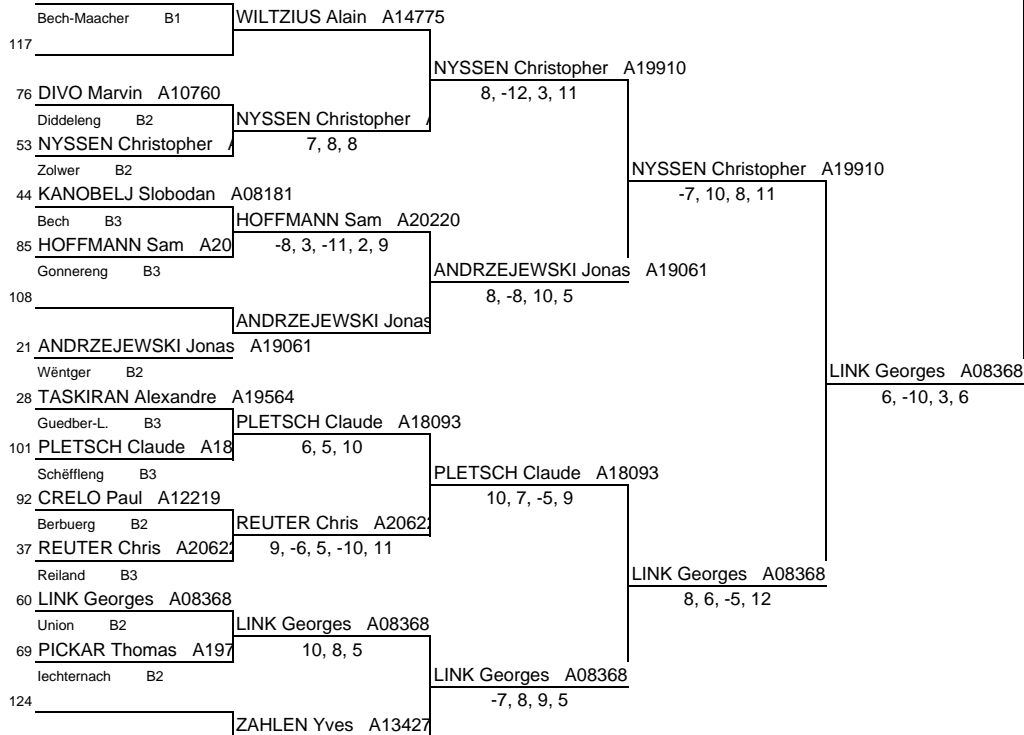 Bech-Maacher B1
WILTZIUS Alain A14775
117
NYSSEN Christopher A19910
8, -12, 3, 11
76 DIVO Marvin A10760
Diddeleng B2
NYSSEN Christopher
7, 8, 8
53 NYSSEN Christopher
Zolwer B2
NYSSEN Christopher A19910
-7, 10, 8, 11
44 KANOBELJ Slobodan A08181
Bech B3
HOFFMANN Sam A20220
-8, 3, -11, 2, 9
85 HOFFMANN Sam A20
Gonnereng B3
ANDRZEJEWSKI Jonas A19061
8, -8, 10, 5
108
ANDRZEJEWSKI Jonas
21 ANDRZEJEWSKI Jonas A19061
Wëntger B2
LINK Georges A08368
6, -10, 3, 6
28 TASKIRAN Alexandre A19564
Guedber-L. B3
PLETSCH Claude A18093
6, 5, 10
101 PLETSCH Claude A18
Schëffleng B3
PLETSCH Claude A18093
10, 7, -5, 9
92 CRELO Paul A12219
Berbuerg B2
REUTER Chris A2062
9, -6, 5, -10, 11
37 REUTER Chris A2062
Reiland B3
LINK Georges A08368
8, 6, -5, 12
60 LINK Georges A08368
Union B2
LINK Georges A08368
10, 8, 5
69 PICKAR Thomas A197
Iechternach B2
LINK Georges A08368
-7, 8, 9, 5
124
ZAHLEN Yves A13427